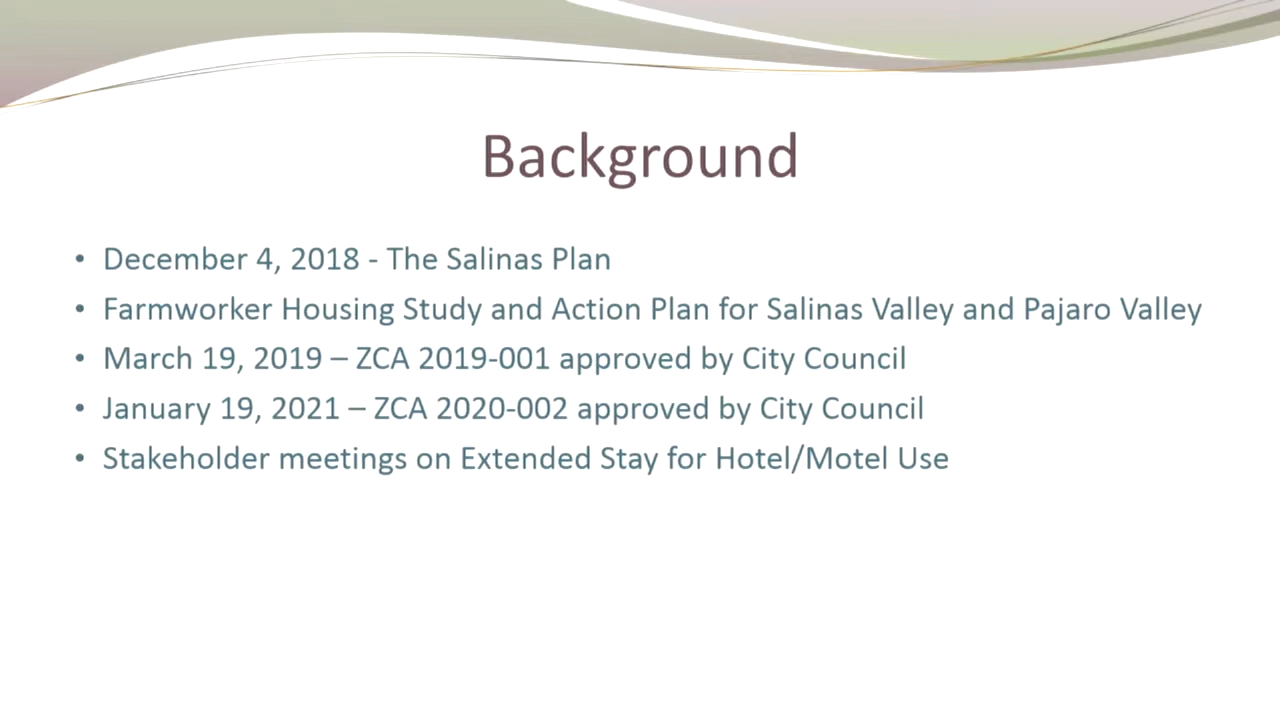 Background
• December 4, 2018 - The Salinas Plan
• Farmworker Housing Study and Action Plan for Salinas Valley and Pajaro Valley
• March 19, 2019 – ZCA 2019-001 approved by City Council
• January 19, 2021 – ZCA 2020-002 approved by City Council
• Stakeholder meetings on Extended Stay for Hotel/Motel Use